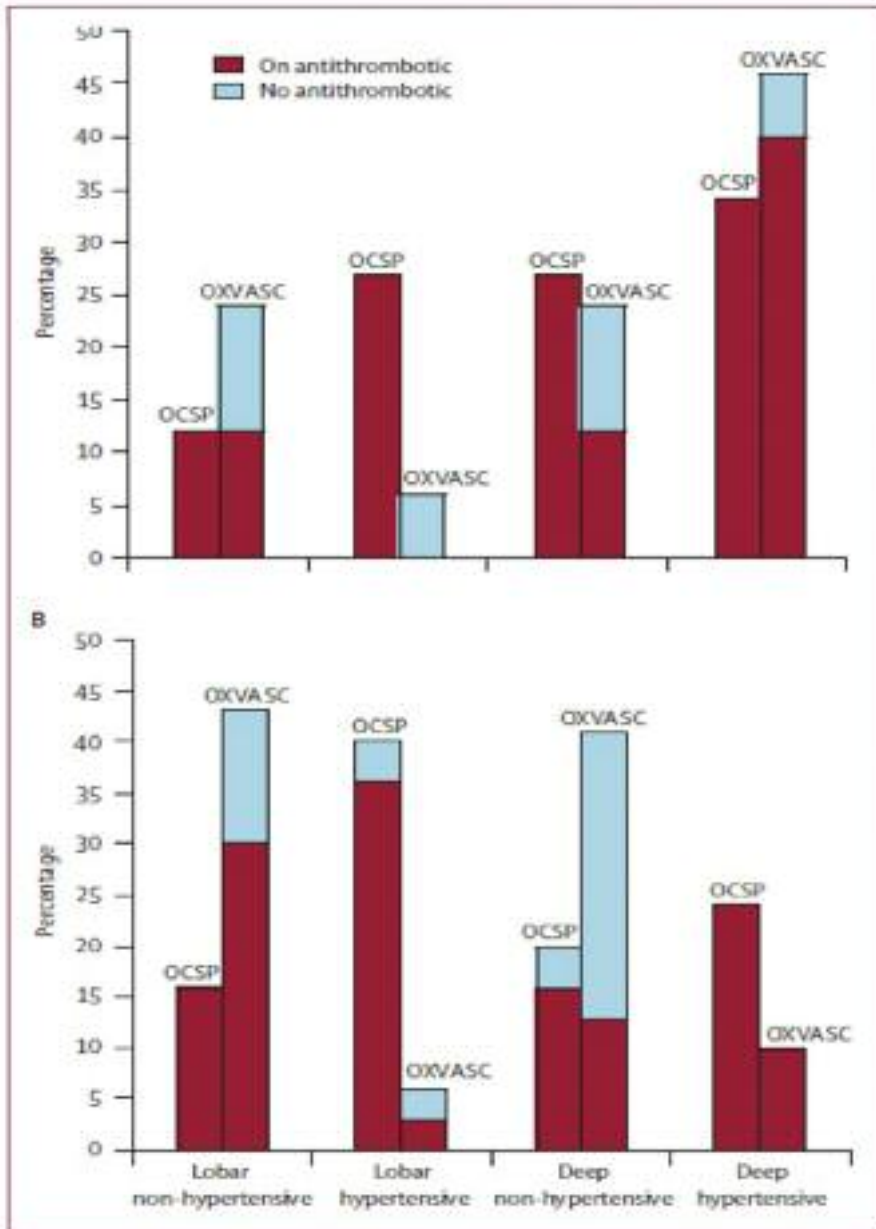 50
On antithrombotic
No antithrombotic
OXVASC
45
40
OCSP
35
30
OCSP
OCSP
OXVASC
OXVASC
25
Percentage
20
15
OCSP
10
OXVASC
5
0
B
50
OXVASC
45
OCSP
OXVASC
40
35
30
Percentage
25
OCSP
OCSP
20
OCSP
15
OXVASC
10
OXVASC
5
0
Lobar
non-hypertensive
Lobar
hypertensive
Deep
non-hypertensive
Deep
hypertensive